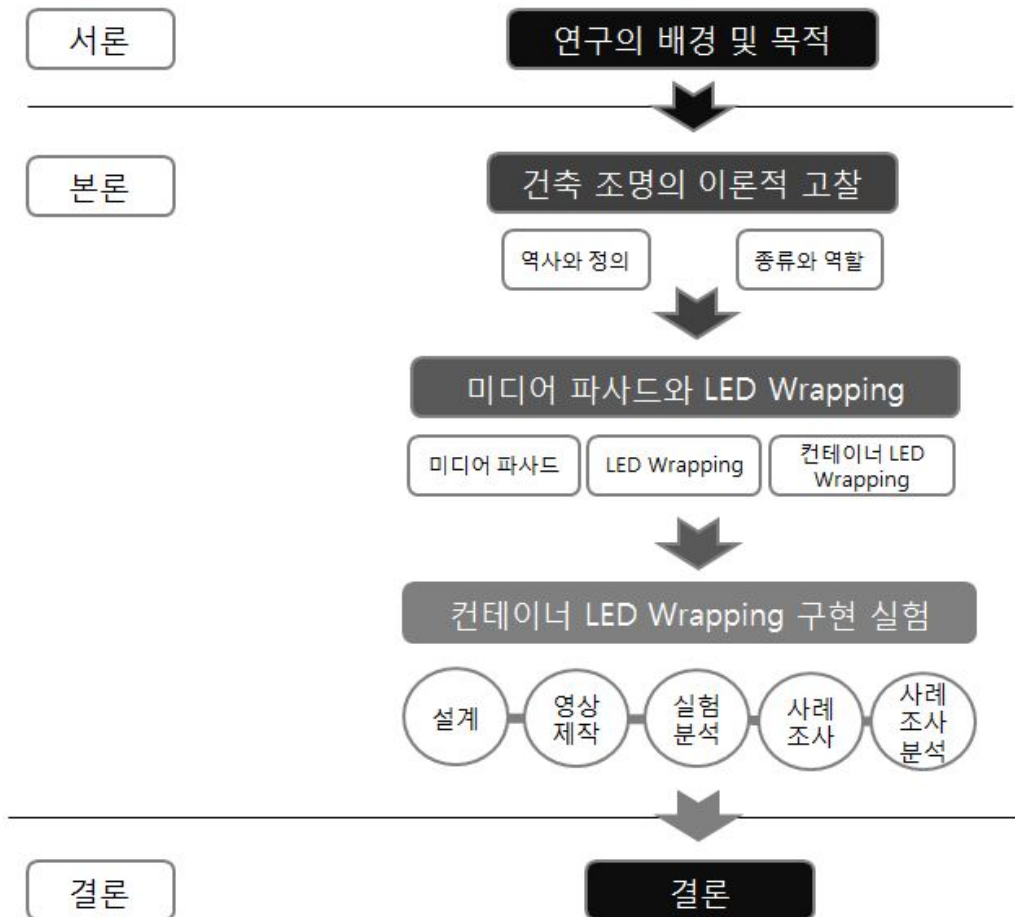 서론
연구의 배경 및 목적
본론
건축 조명의 이론적 고찰
역사와 정의
종류와 역할
미디어 파사드와 LED Wrapping
미디어 파사드
LED Wrapping
컨테이너 LED
Wrapping
컨테이너 LED Wrapping 구현 실험
설계
영상
제작
실험
분석
사례
조사
사례
조사
분석
결론
결론